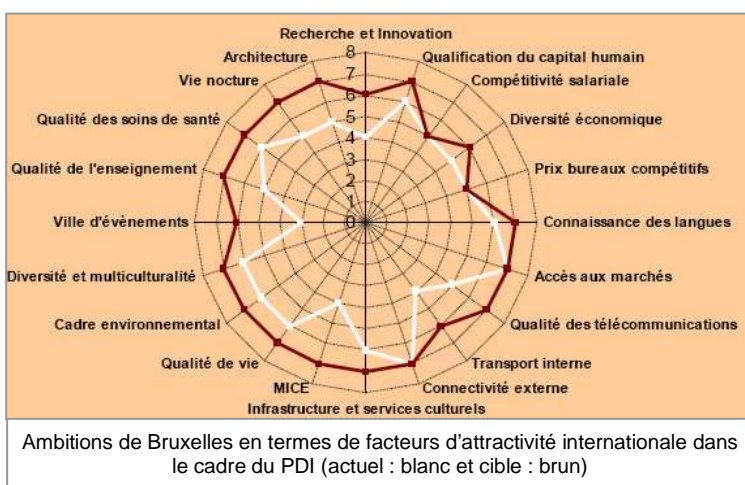 Recherche et Innovation
8
Architecture
Qualification du capital humain
7
Vie nocture
Compétitivité salariale
6
Qualité des soins de santé
5
Diversité économique
4
Qualité de l'enseignement
3
Prix bureaux compétitifs
2
1
Ville d'évènements
0
Connaissance des langues
Diversité et multiculturalité
Accès aux marchés
Cadre environnemental
Qualité des télécommunications
Qualité de vie
Transport interne
MICE
Connectivité externe
Infrastructure et services culturels
Ambitions de Bruxelles en termes de facteurs d'attractivité internationale dans
le cadre du PDI (actuel : blanc et cible : brun)